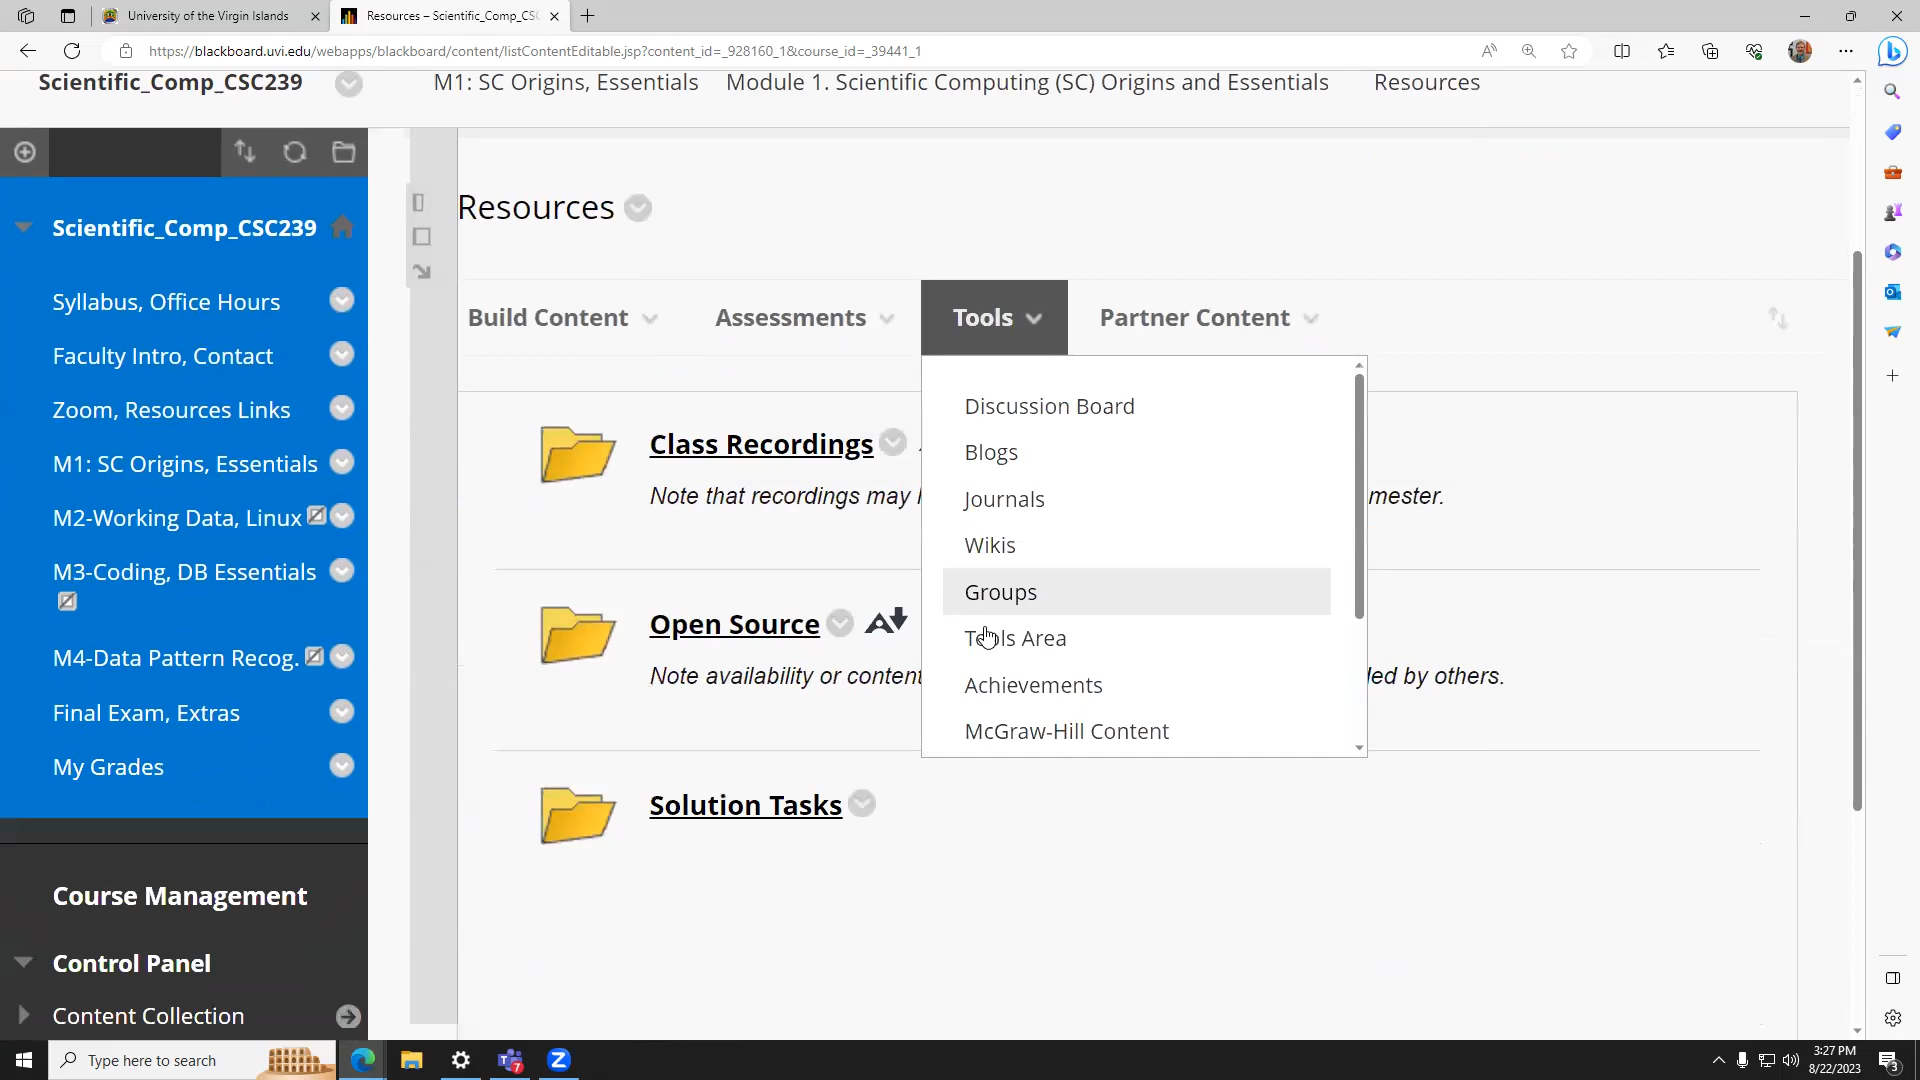 University of the Virgin Islands
Resources – Scientific_Comp_CSC
https://blackboard.uvi.edu/webapps/blackboard/content/listContentEditable.jsp?content_id=_928160_1&course_id=_39441_1
Scientific_Comp_CSC239
M1: SC Origins, Essentials
Module 1. Scientific Computing (SC) Origins and Essentials
Resources
Resources
Scientific_Comp_CSC239
Syllabus, Office Hours
Faculty Intro, Contact
Zoom, Resources Links
M1: SC Origins, Essentials
M2-Working Data, Linux
M3-Coding, DB Essentials
M4-Data Pattern Recog.
Final Exam, Extras
My Grades
Course Management
Control Panel
Content Collection
Build Content
Assessments
Tools
Partner Content
Discussion Board
Blogs
Journals
Wikis
Groups
Tools Area
Achievements
McGraw-Hill Content
Class Recordings
Note that recordings may
mester.
Open Source
Note availability or content
led by others.
Solution Tasks
Type here to search
7
3:27 PM
8/22/2023
3